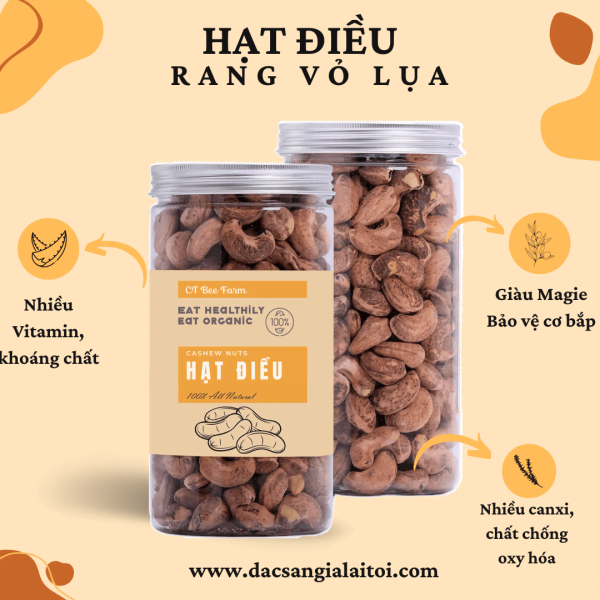 HẠT ĐIỀU
RANG VỎ LỤA
Nhiều
Vitamin,
khoáng chất
CT Bee Farm
EAT HEALTHILY
EAT ORGANIC
100%
CASHEW NUTS
HẠT ĐIỀU
100% All Natural
Giàu Magie
Bảo vệ cơ bắp
Nhiều canxi,
chất chống
oxy hóa
www.dacsangialaitoi.com